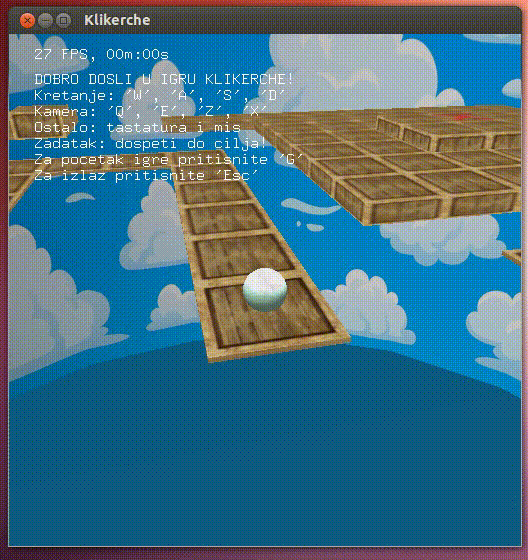 Klikerche
27 FPS, 00m:00s
DOBRO DOSLI U IGRU KLIKERCHE!
Kretanje: 'W', 'A', 'S', 'D'
Kamera: 'Q', 'E', 'Z', 'X'
Ostalo: tastatura i mis
Zadatak: dospeti do cilja!
Za pocetak igre pritisnite 'G'
Za izlaz pritisnite 'Esc'